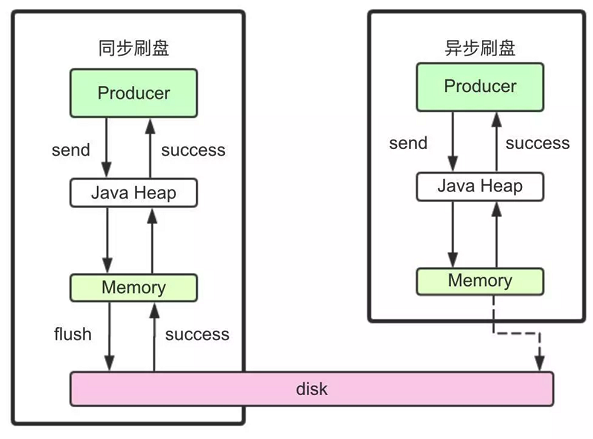 同步刷盘
Producer
send
success
Java Heap
Memory
flush
success
异步刷盘
Producer
send
success
Java Heap
Memory
disk